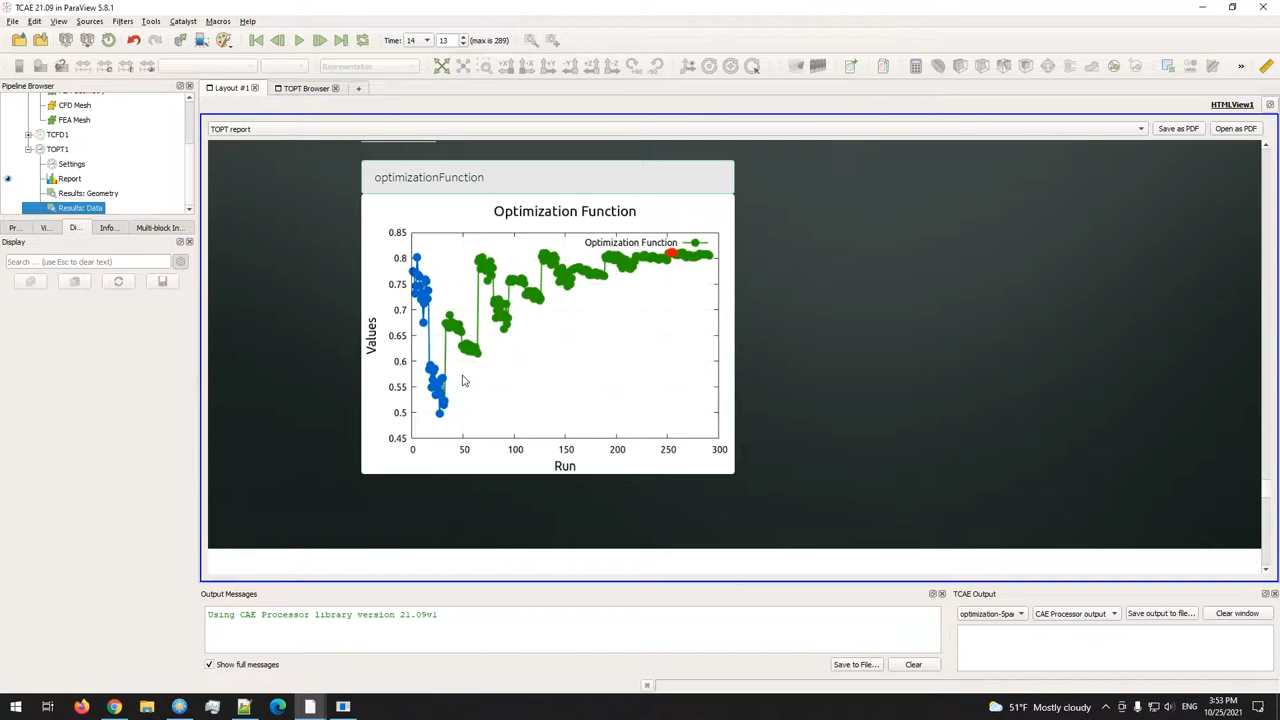 TCAE 21.09 in ParaView 5.8.1
File Edit View Sources Filters Tools Catalyst Macros Help
Time: 14 13 (max is 289)
Representation
Pipeline Browser
Layout #1 TOPT Browser +
CFD Mesh
FEA Mesh
TCFD1
TOPT1
Settings
Report
Results: Geometry
Results: Data
HTMLView1
TOPT report
Save as PDF Open as PDF
Pr... Vi... Di... Info... Multi-block In...
Display
Search ... (use Esc to clear text)
optimizationFunction
Optimization Function
Optimization Function
0.85
0.8
0.75
0.7
0.65
0.6
0.55
0.5
0.45
Values
0 50 100 150 200 250 300
Run
Output Messages
Using CAE Processor library version 21.09v1
Show full messages
Save to File... Clear
TCAE Output
optimization-5par CAE Processor output Save output to file... Clear window
51°F Mostly cloudy
3:53 PM
10/25/2021